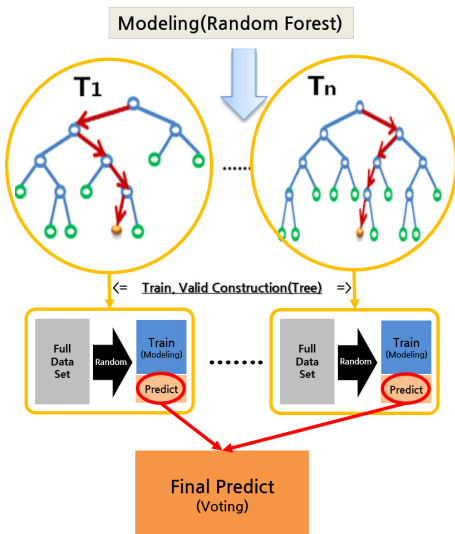 Modeling(Random Forest)
T1
Tn
......
<= Train, Valid Construction(Tree) =>
Full
Data
Set
Random
Train
(Modeling)
Predict
.......
Full
Data
Set
Random
Train
(Modeling)
Predict
Final Predict
(Voting)